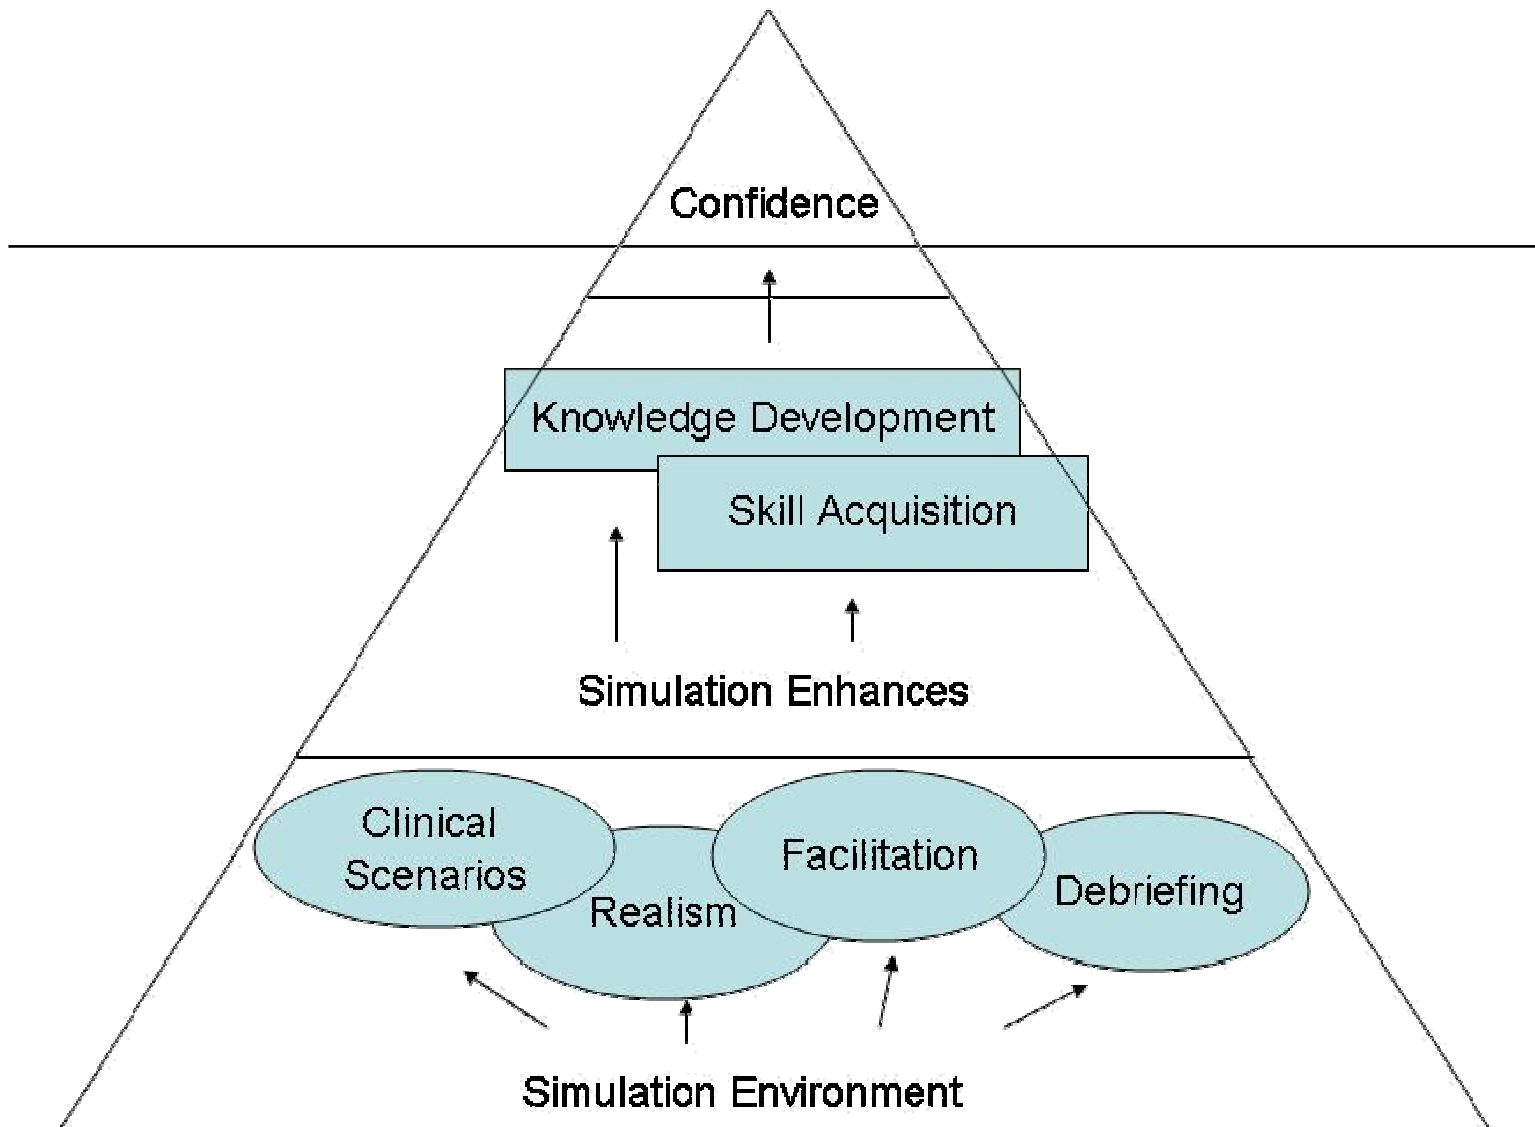 Confidence
Knowledge Development
Skill Acquisition
Simulation Enhances
Clinical
Scenarios
Realism
Facilitation
Debriefing
Simulation Environment